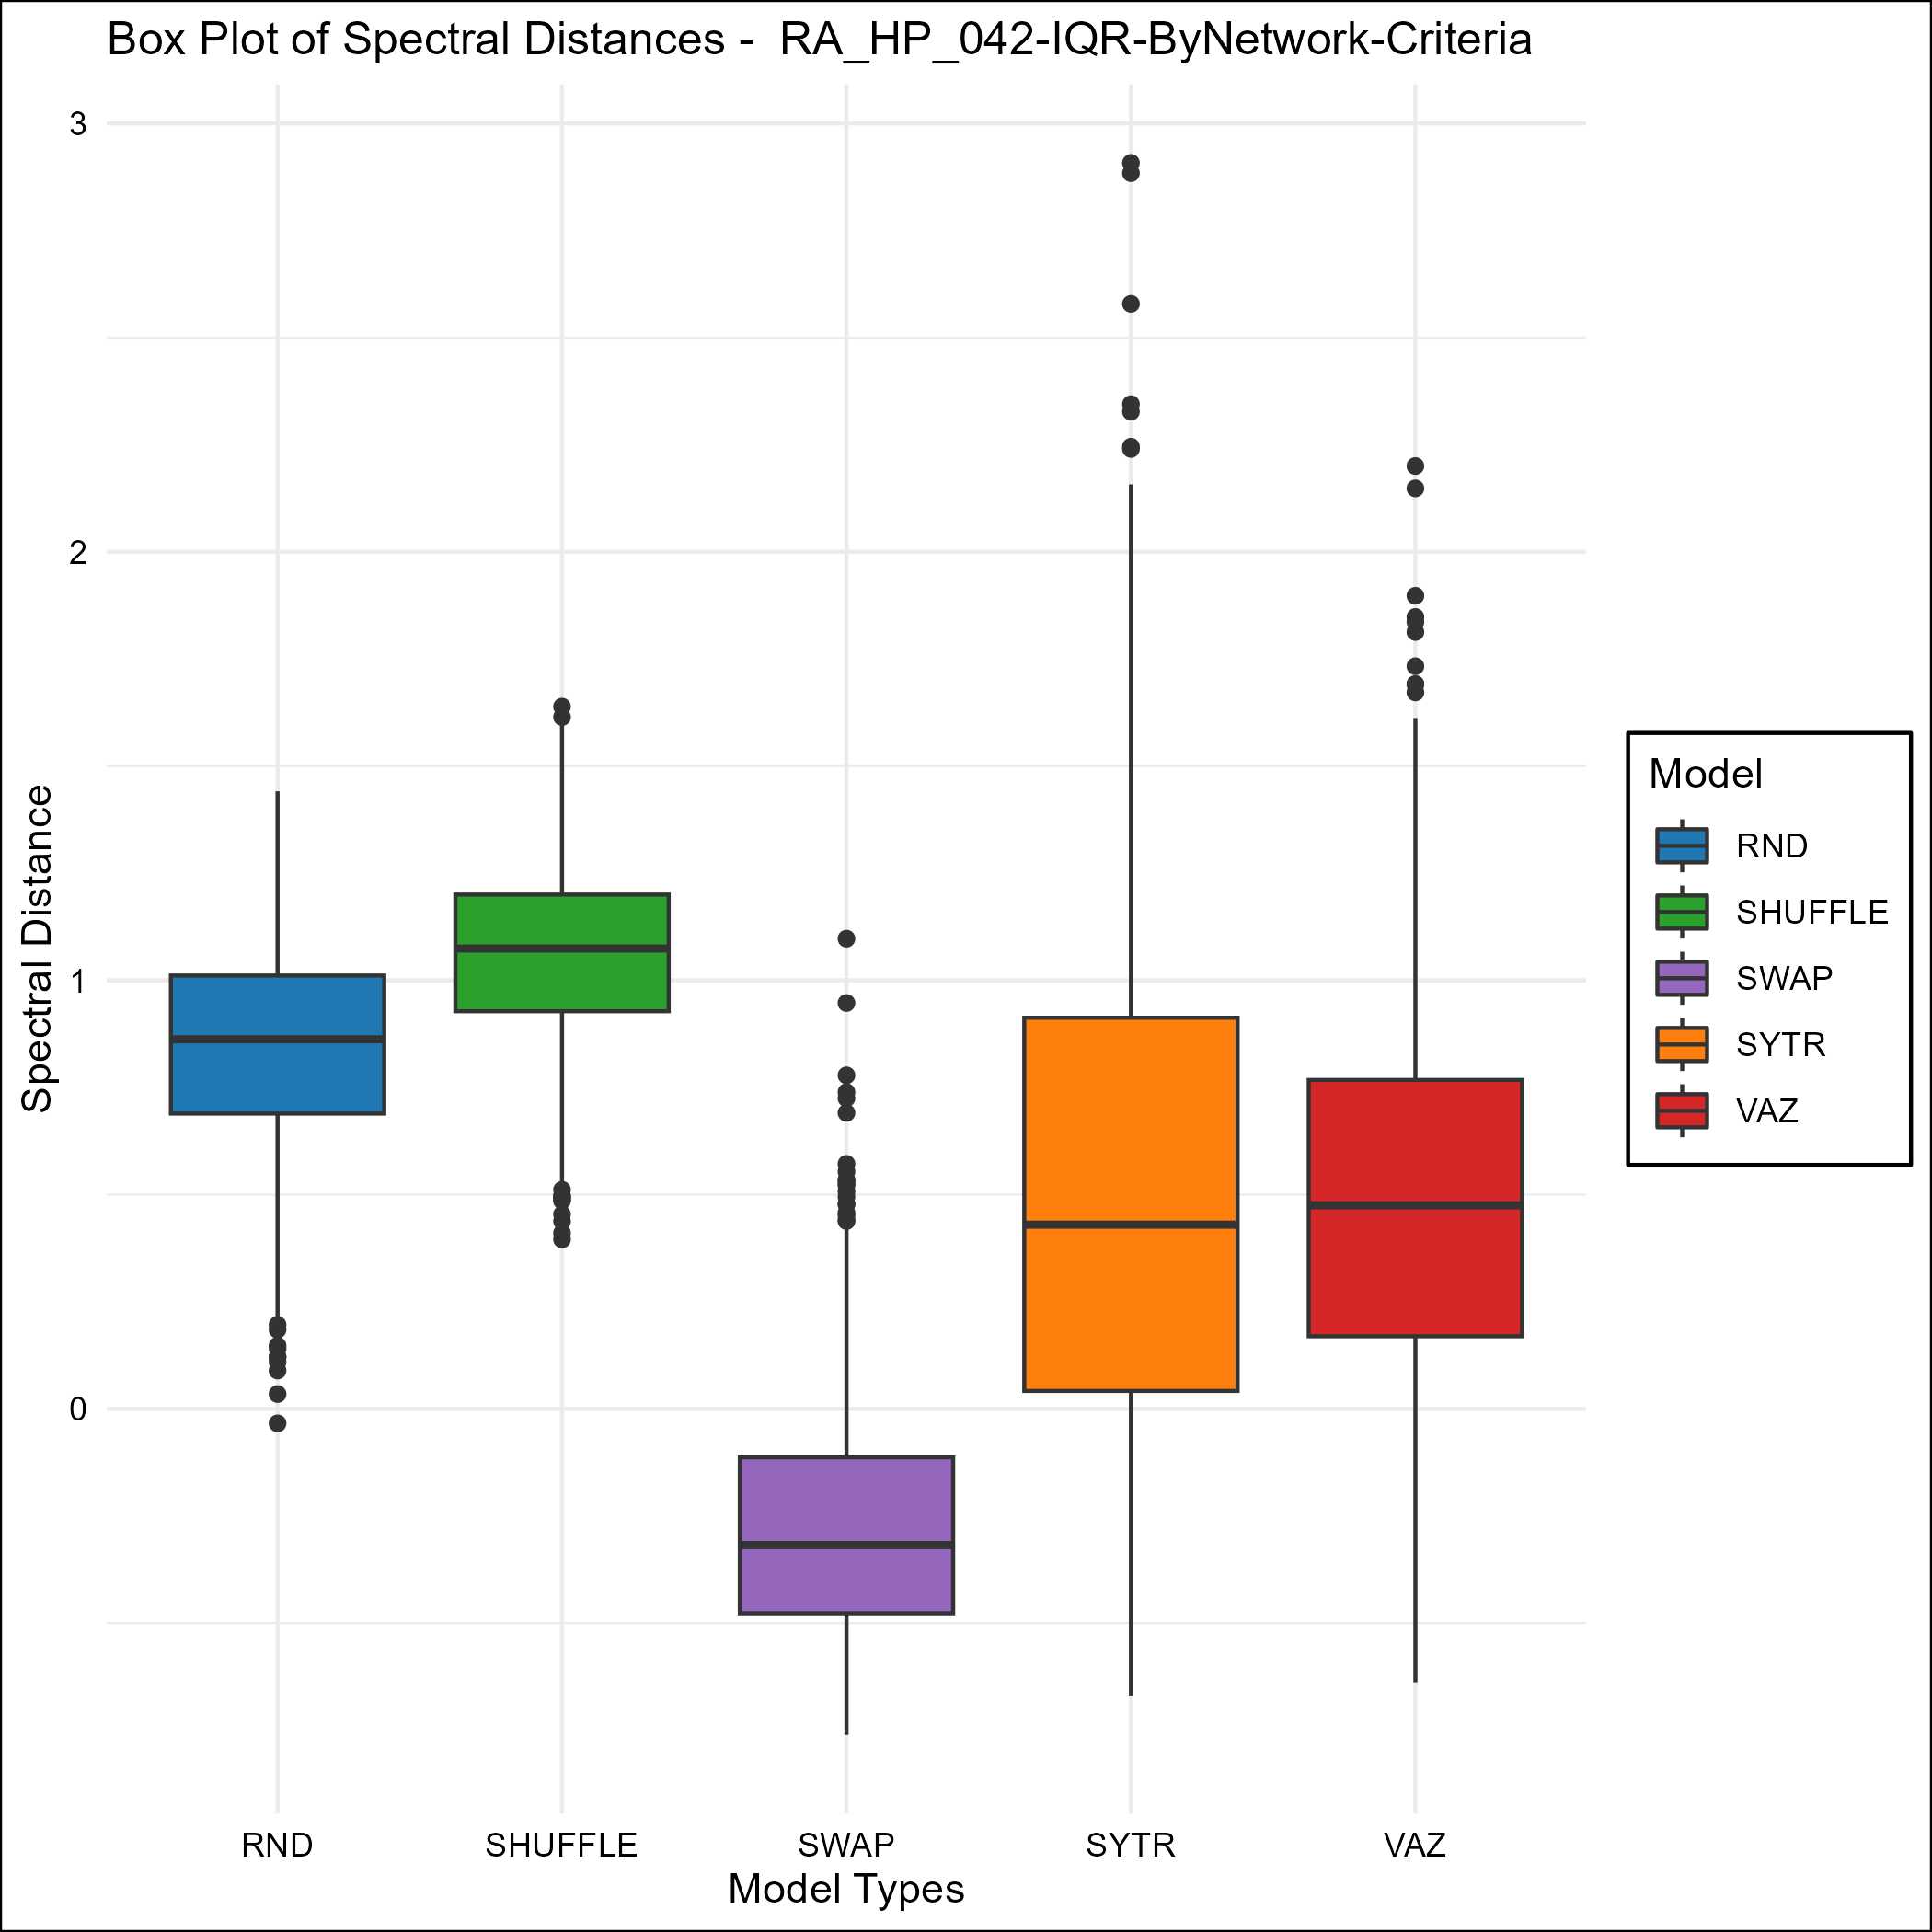 Box Plot of Spectral Distances -  RA_HP_042-IQR-ByNetwork-Criteria
3
2
1
0
Spectral Distance
RND
SHUFFLE
SWAP
SYTR
VAZ
Model Types
Model
RND
SHUFFLE
SWAP
SYTR
VAZ